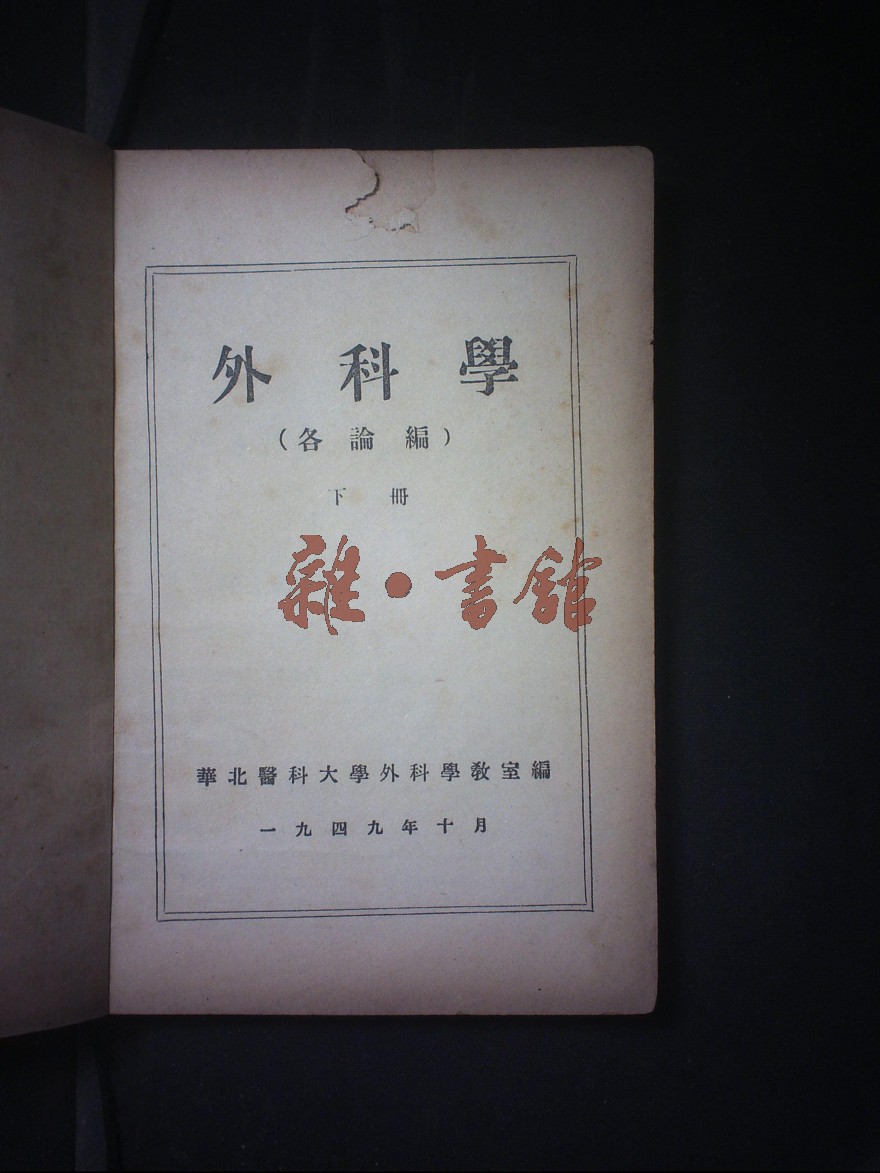 外科學
(各論編)
下冊
雜•書館
華北醫科大學外科學教室編
一九四九年十月